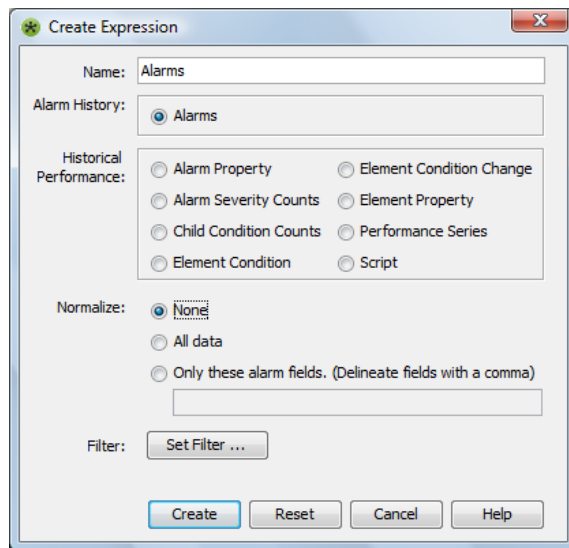 Create Expression
Name: Alarms
Alarm History: Alarms
Historical Performance:
Alarm Property Element Condition Change
Alarm Severity Counts Element Property
Child Condition Counts Performance Series
Element Condition Script
Normalize: None
All data
Only these alarm fields. (Delineate fields with a comma)
Filter: Set Filter ...
Create Reset Cancel Help